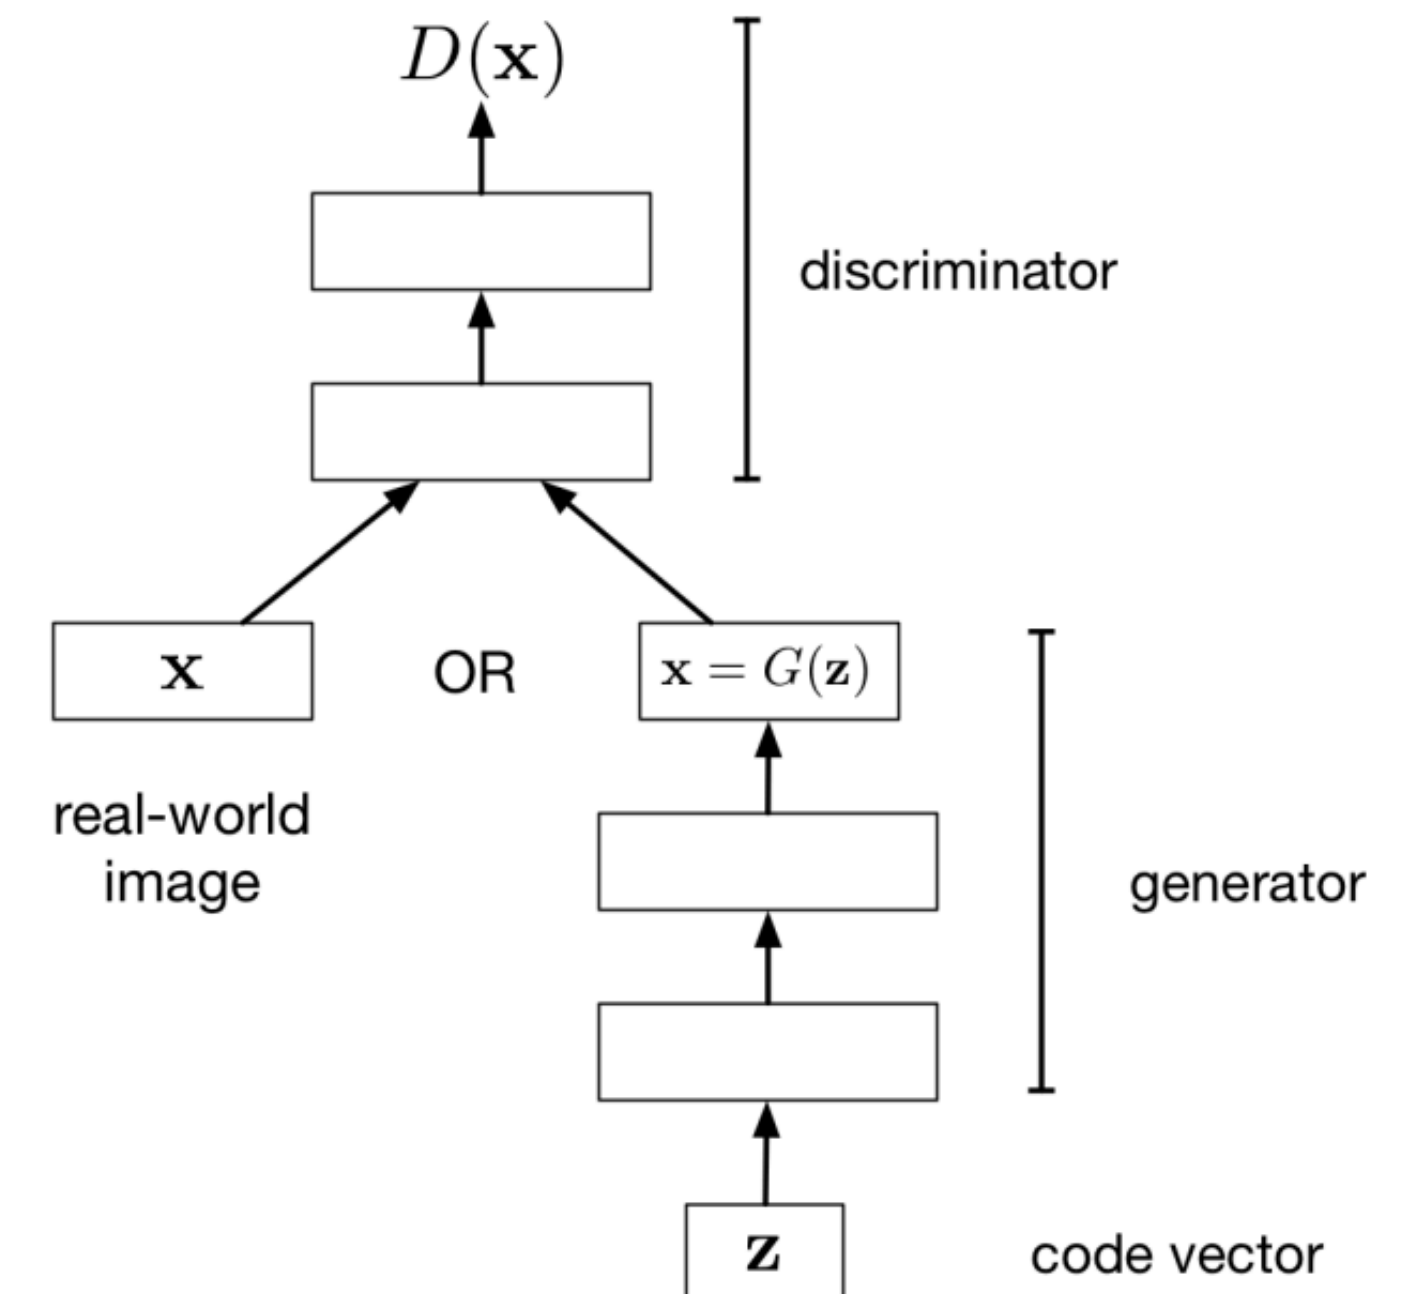 D(x)
discriminator
x
OR
x = G(z)
real-world
image
generator
z
code vector